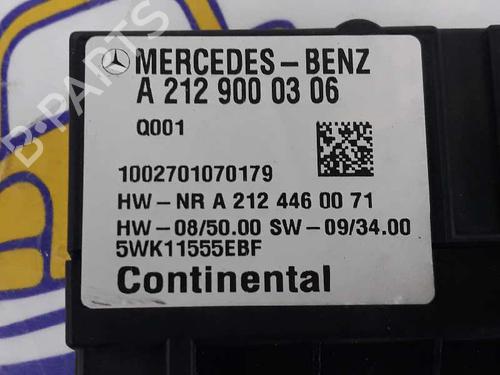 MERCEDES-BENZ
A 212 900 03 06
Q001
1002701070179
HW-NR A 212 446 00 71
HW-08/50.00 SW-09/34.00
5WK11555EBF
Continental
B-PARTS